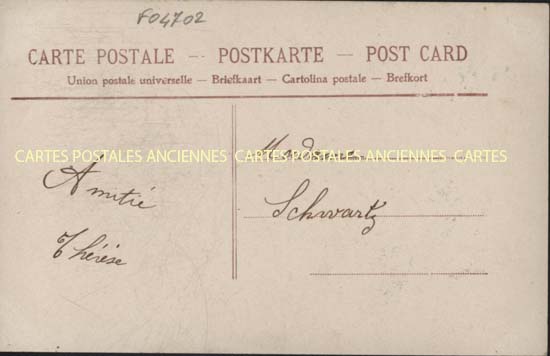 F04702
CARTE POSTALE — POSTKARTE — POST CARD
Union postale universelle — Briefkaart — Cartolina postale — Brefkort
CARTES POSTALES ANCIENNES CARTES POSTALES ANCIENNES CARTES
Madame
Amitié
Schwartz
Thérèse